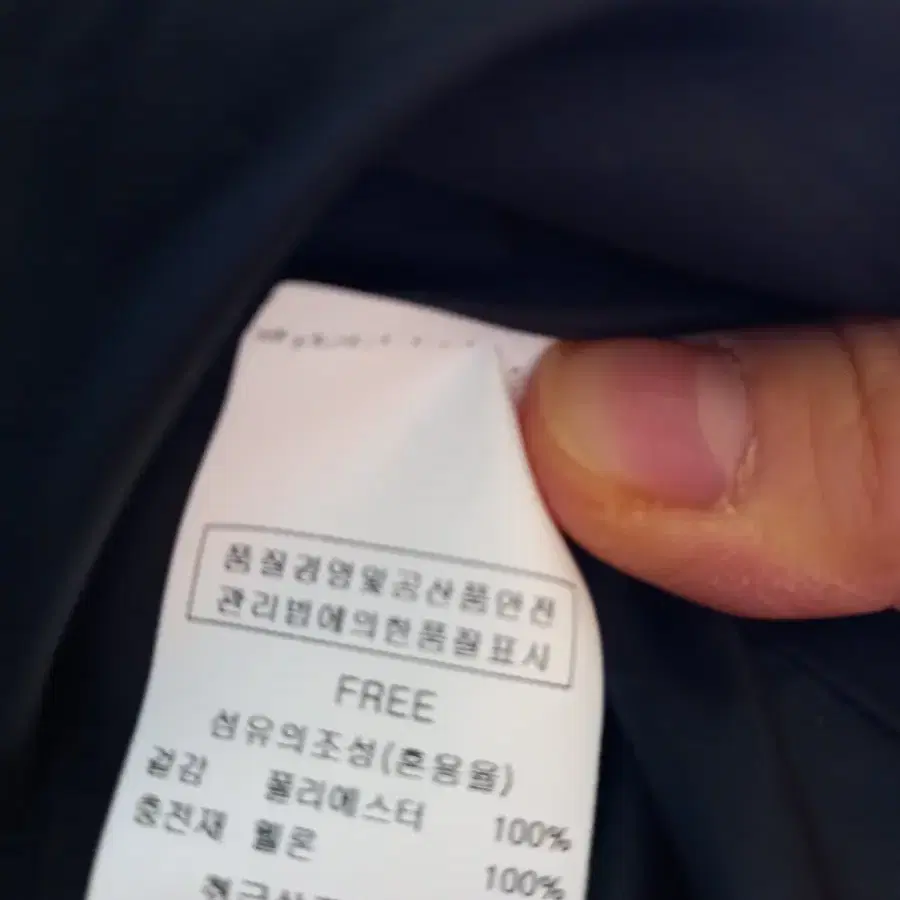 품질경영및공산품안전
관리법에의한품질표시
FREE
섬유의조성(혼용율)
겉감 폴리에스터 100%
충전재 웰론 100%